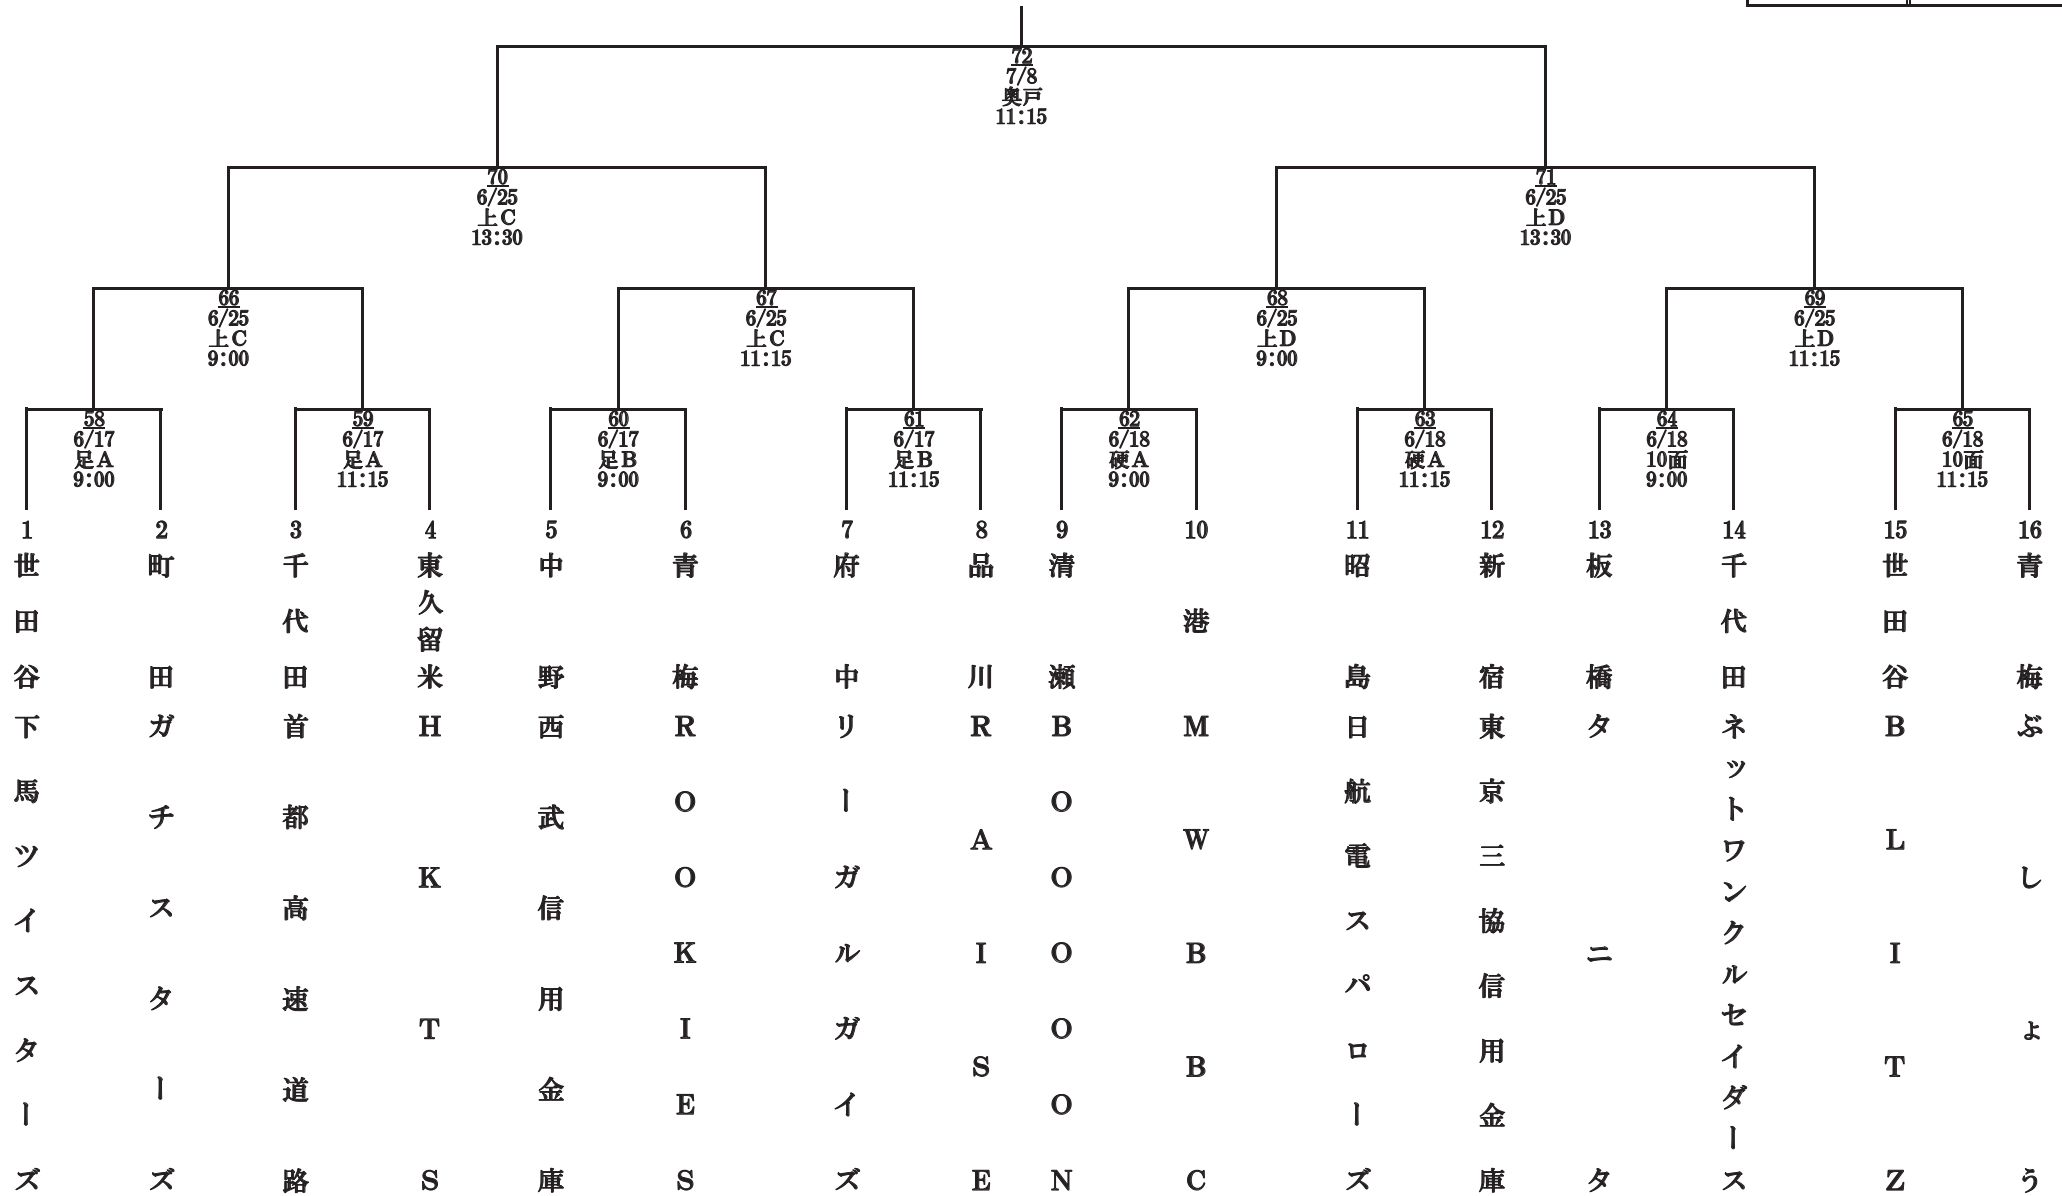 72
7/8
奥戸
11:15
70
6/25
上C
13:30
71
6/25
上D
13:30
66
6/25
上C
9:00
67
6/25
上C
11:15
68
6/25
上D
9:00
69
6/25
上D
11:15
58
6/17
足A
9:00
59
6/17
足A
11:15
60
6/17
足B
9:00
61
6/17
足B
11:15
62
6/18
硬A
9:00
63
6/18
硬A
11:15
64
6/18
10面
9:00
65
6/18
10面
11:15
1
世田谷下馬ツイスターズ
2
町田ガチスターズ
3
千代田首都高速道路
4
東久留米HKTS
5
中野西武信用金庫
6
青梅ROOKIES
7
府中リーガルガイズ
8
品川RAISE
9
清瀬BOOOOON
10
港MWBBC
11
昭島日航電スパローズ
12
新宿東京三協信用金庫
13
板橋タニタ
14
千代田ネットワンクルセイダース
15
世田谷BLITZ
16
青梅ぶしょう